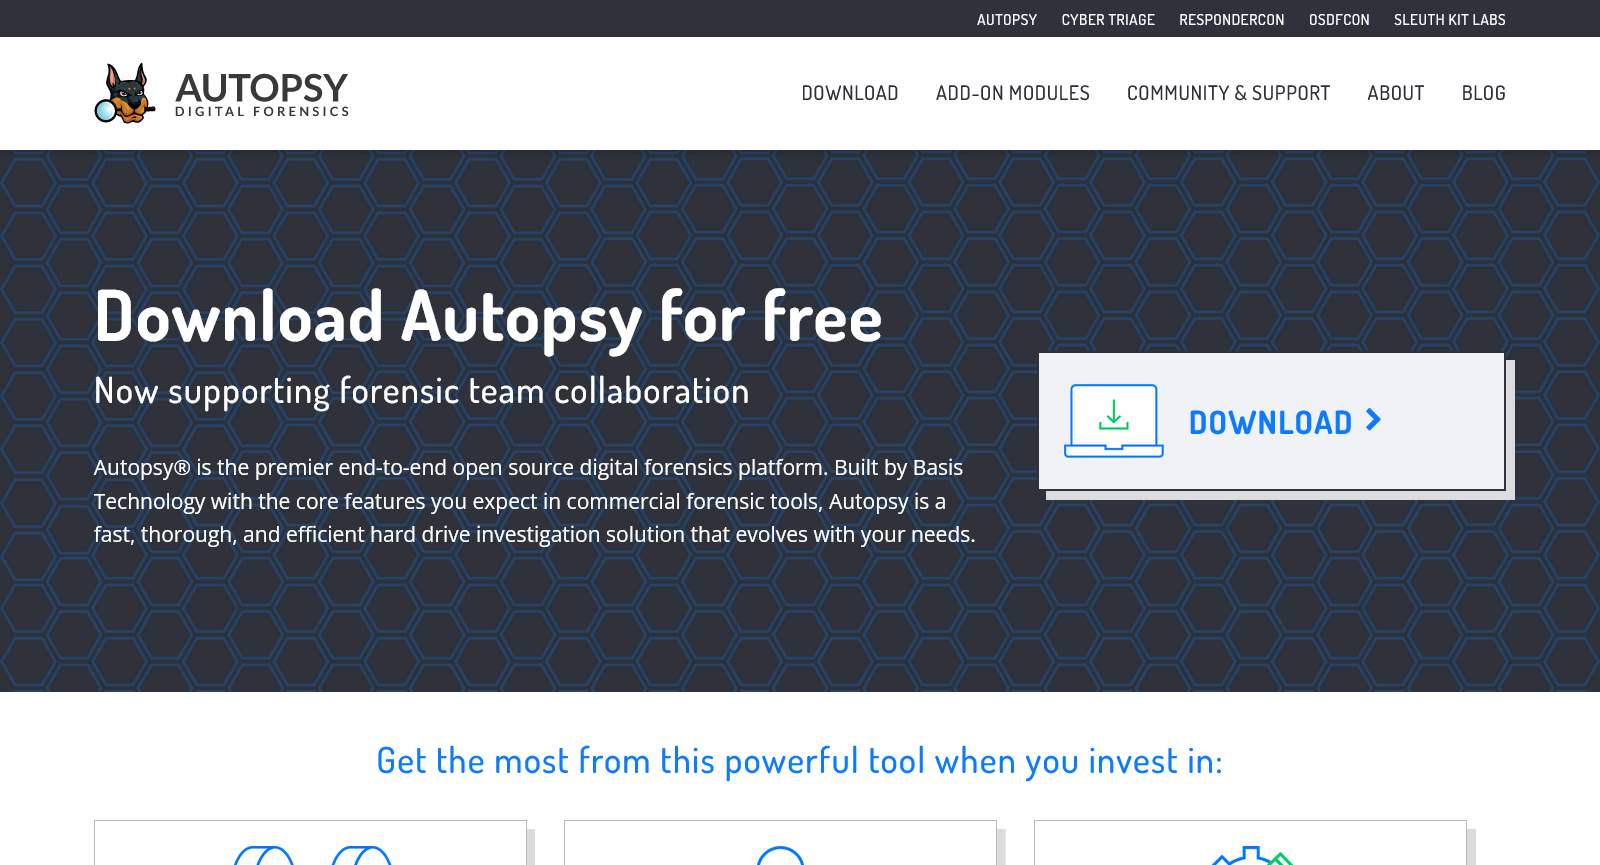 AUTOPSY CYBER TRIAGE RESPONDERCON OSDFCON SLEUTH KIT LABS
AUTOPSY
DIGITAL FORENSICS
DOWNLOAD ADD-ON MODULES COMMUNITY & SUPPORT ABOUT BLOG
Download Autopsy for free
Now supporting forensic team collaboration
Autopsy® is the premier end-to-end open source digital forensics platform. Built by Basis
Technology with the core features you expect in commercial forensic tools, Autopsy is a
fast, thorough, and efficient hard drive investigation solution that evolves with your needs.
DOWNLOAD
Get the most from this powerful tool when you invest in: